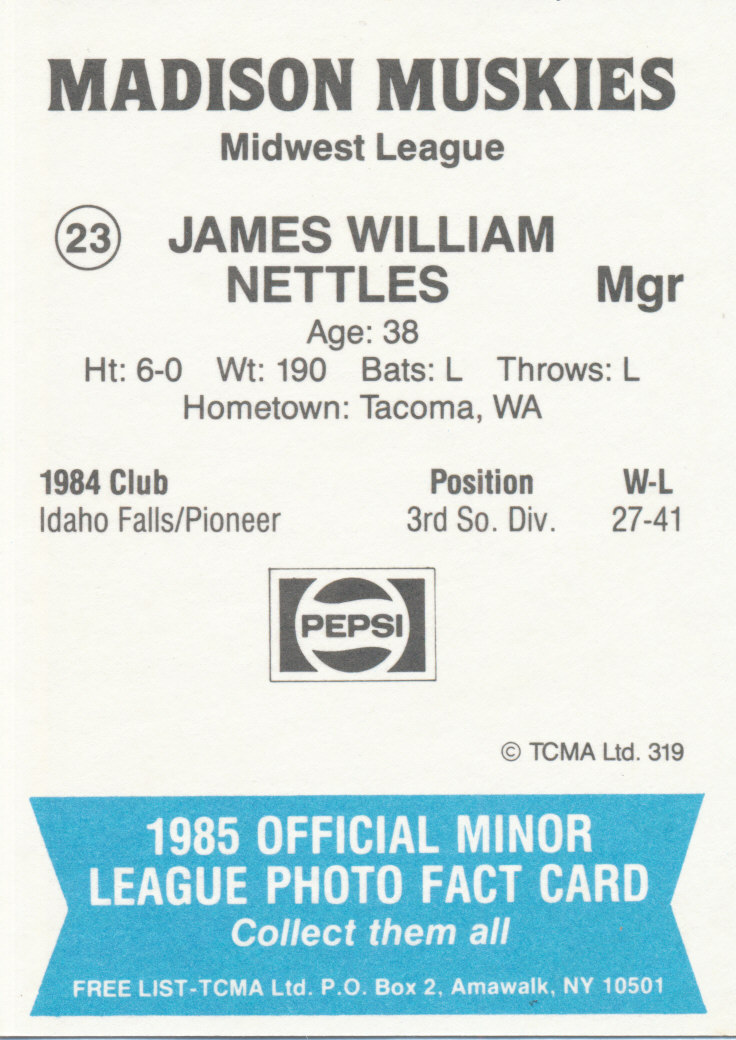 MADISON MUSKIES
Midwest League
23 JAMES WILLIAM
NETTLES Mgr
Age: 38
Ht: 6-0 Wt: 190 Bats: L Throws: L
Hometown: Tacoma, WA
1984 Club Position W-L
Idaho Falls/Pioneer 3rd So. Div. 27-41
PEPSI
© TCMA Ltd. 319
1985 OFFICIAL MINOR
LEAGUE PHOTO FACT CARD
Collect them all
FREE LIST-TCMA Ltd. P.O. Box 2, Amawalk, NY 10501